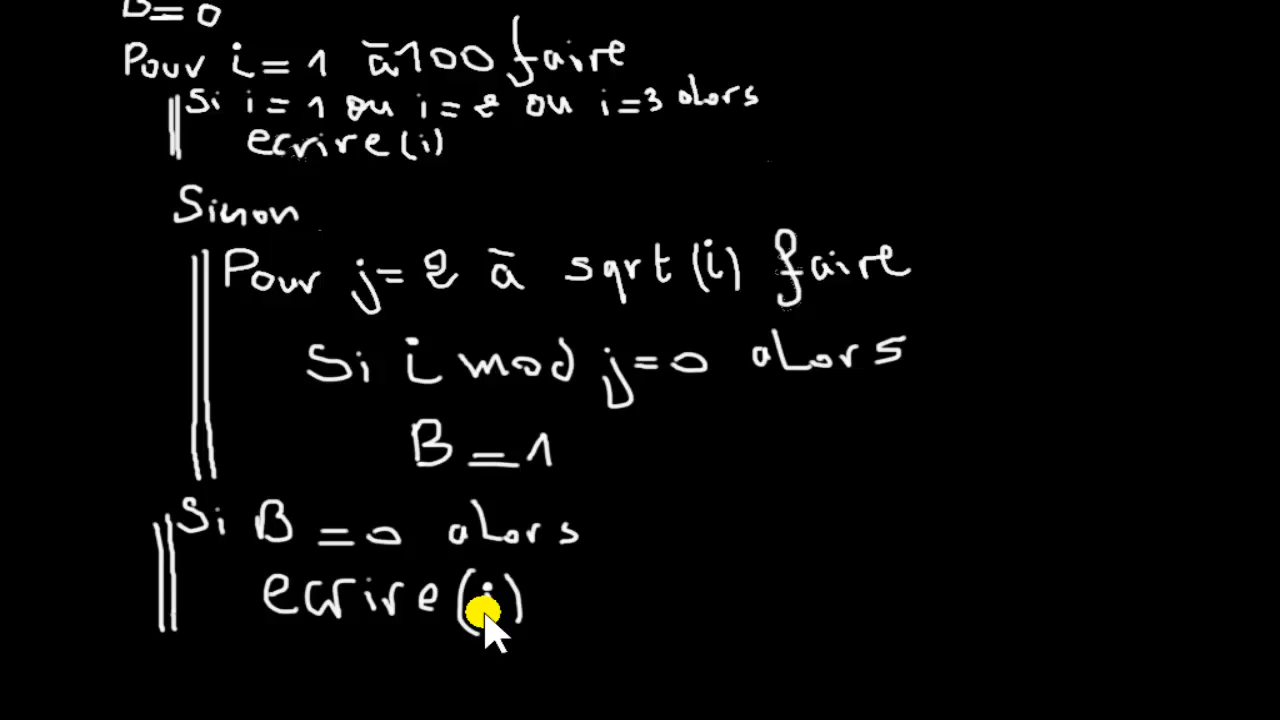 B=0
Pour i=1 à 100 faire
Si i=1 ou i=2 ou i=3 alors
ecrire(i)
Sinon
Pour j=2 à sqrt(i) faire
Si i mod j=0 alors
B=1
Si B=0 alors
ecrire(i)